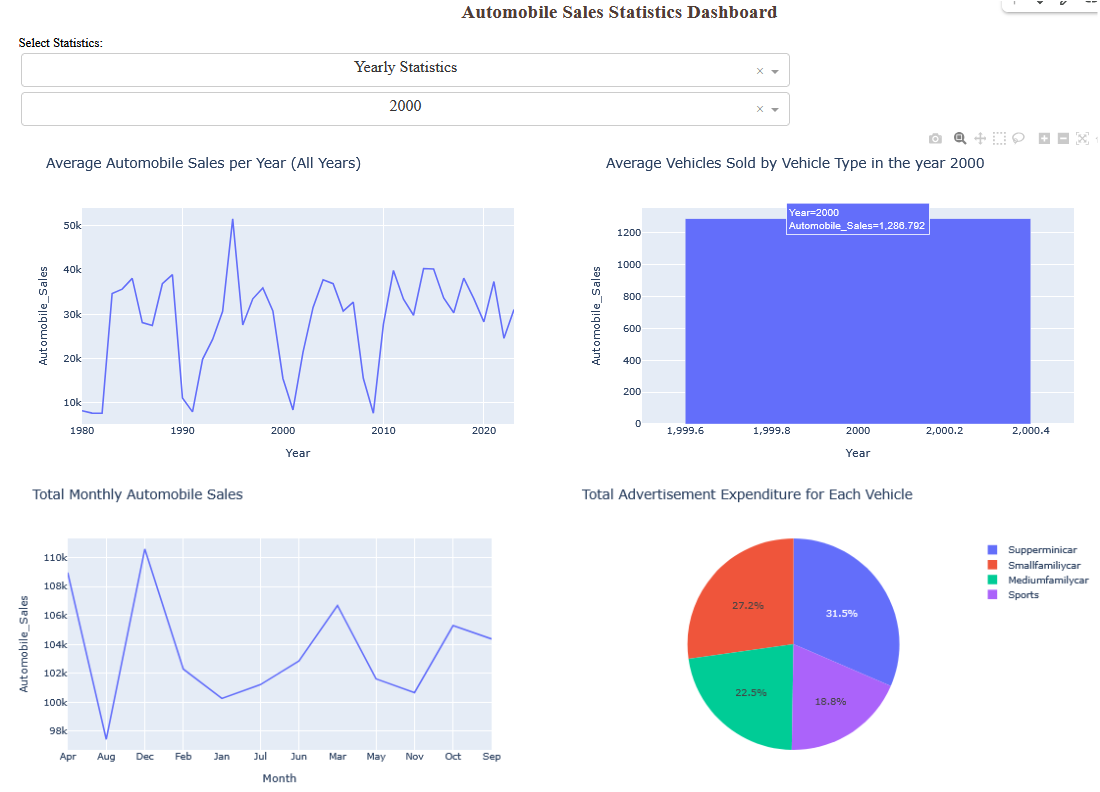 Automobile Sales Statistics Dashboard
Select Statistics:
Yearly Statistics
2000
Average Automobile Sales per Year (All Years)
50k
40k
30k
20k
10k
Automobile_Sales
1980 1990 2000 2010 2020
Year
Average Vehicles Sold by Vehicle Type in the year 2000
Year=2000
Automobile_Sales=1,286.792
1200
1000
800
600
400
200
0
Automobile_Sales
1,999.6 1,999.8 2000 2,000.2 2,000.4
Year
Total Monthly Automobile Sales
110k
108k
106k
104k
102k
100k
98k
Automobile_Sales
Apr Aug Dec Feb Jan Jul Jun Mar May Nov Oct Sep
Month
Total Advertisement Expenditure for Each Vehicle
27.2%
31.5%
22.5%
18.8%
Supperminicar
Smallfamiliycar
Mediumfamilycar
Sports